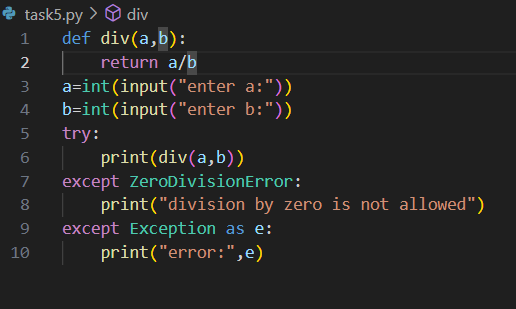 task5.py > div
1 def div(a,b):
2     return a/b
3 a=int(input("enter a:"))
4 b=int(input("enter b:"))
5 try:
6     print(div(a,b))
7 except ZeroDivisionError:
8     print("division by zero is not allowed")
9 except Exception as e:
10     print("error:",e)